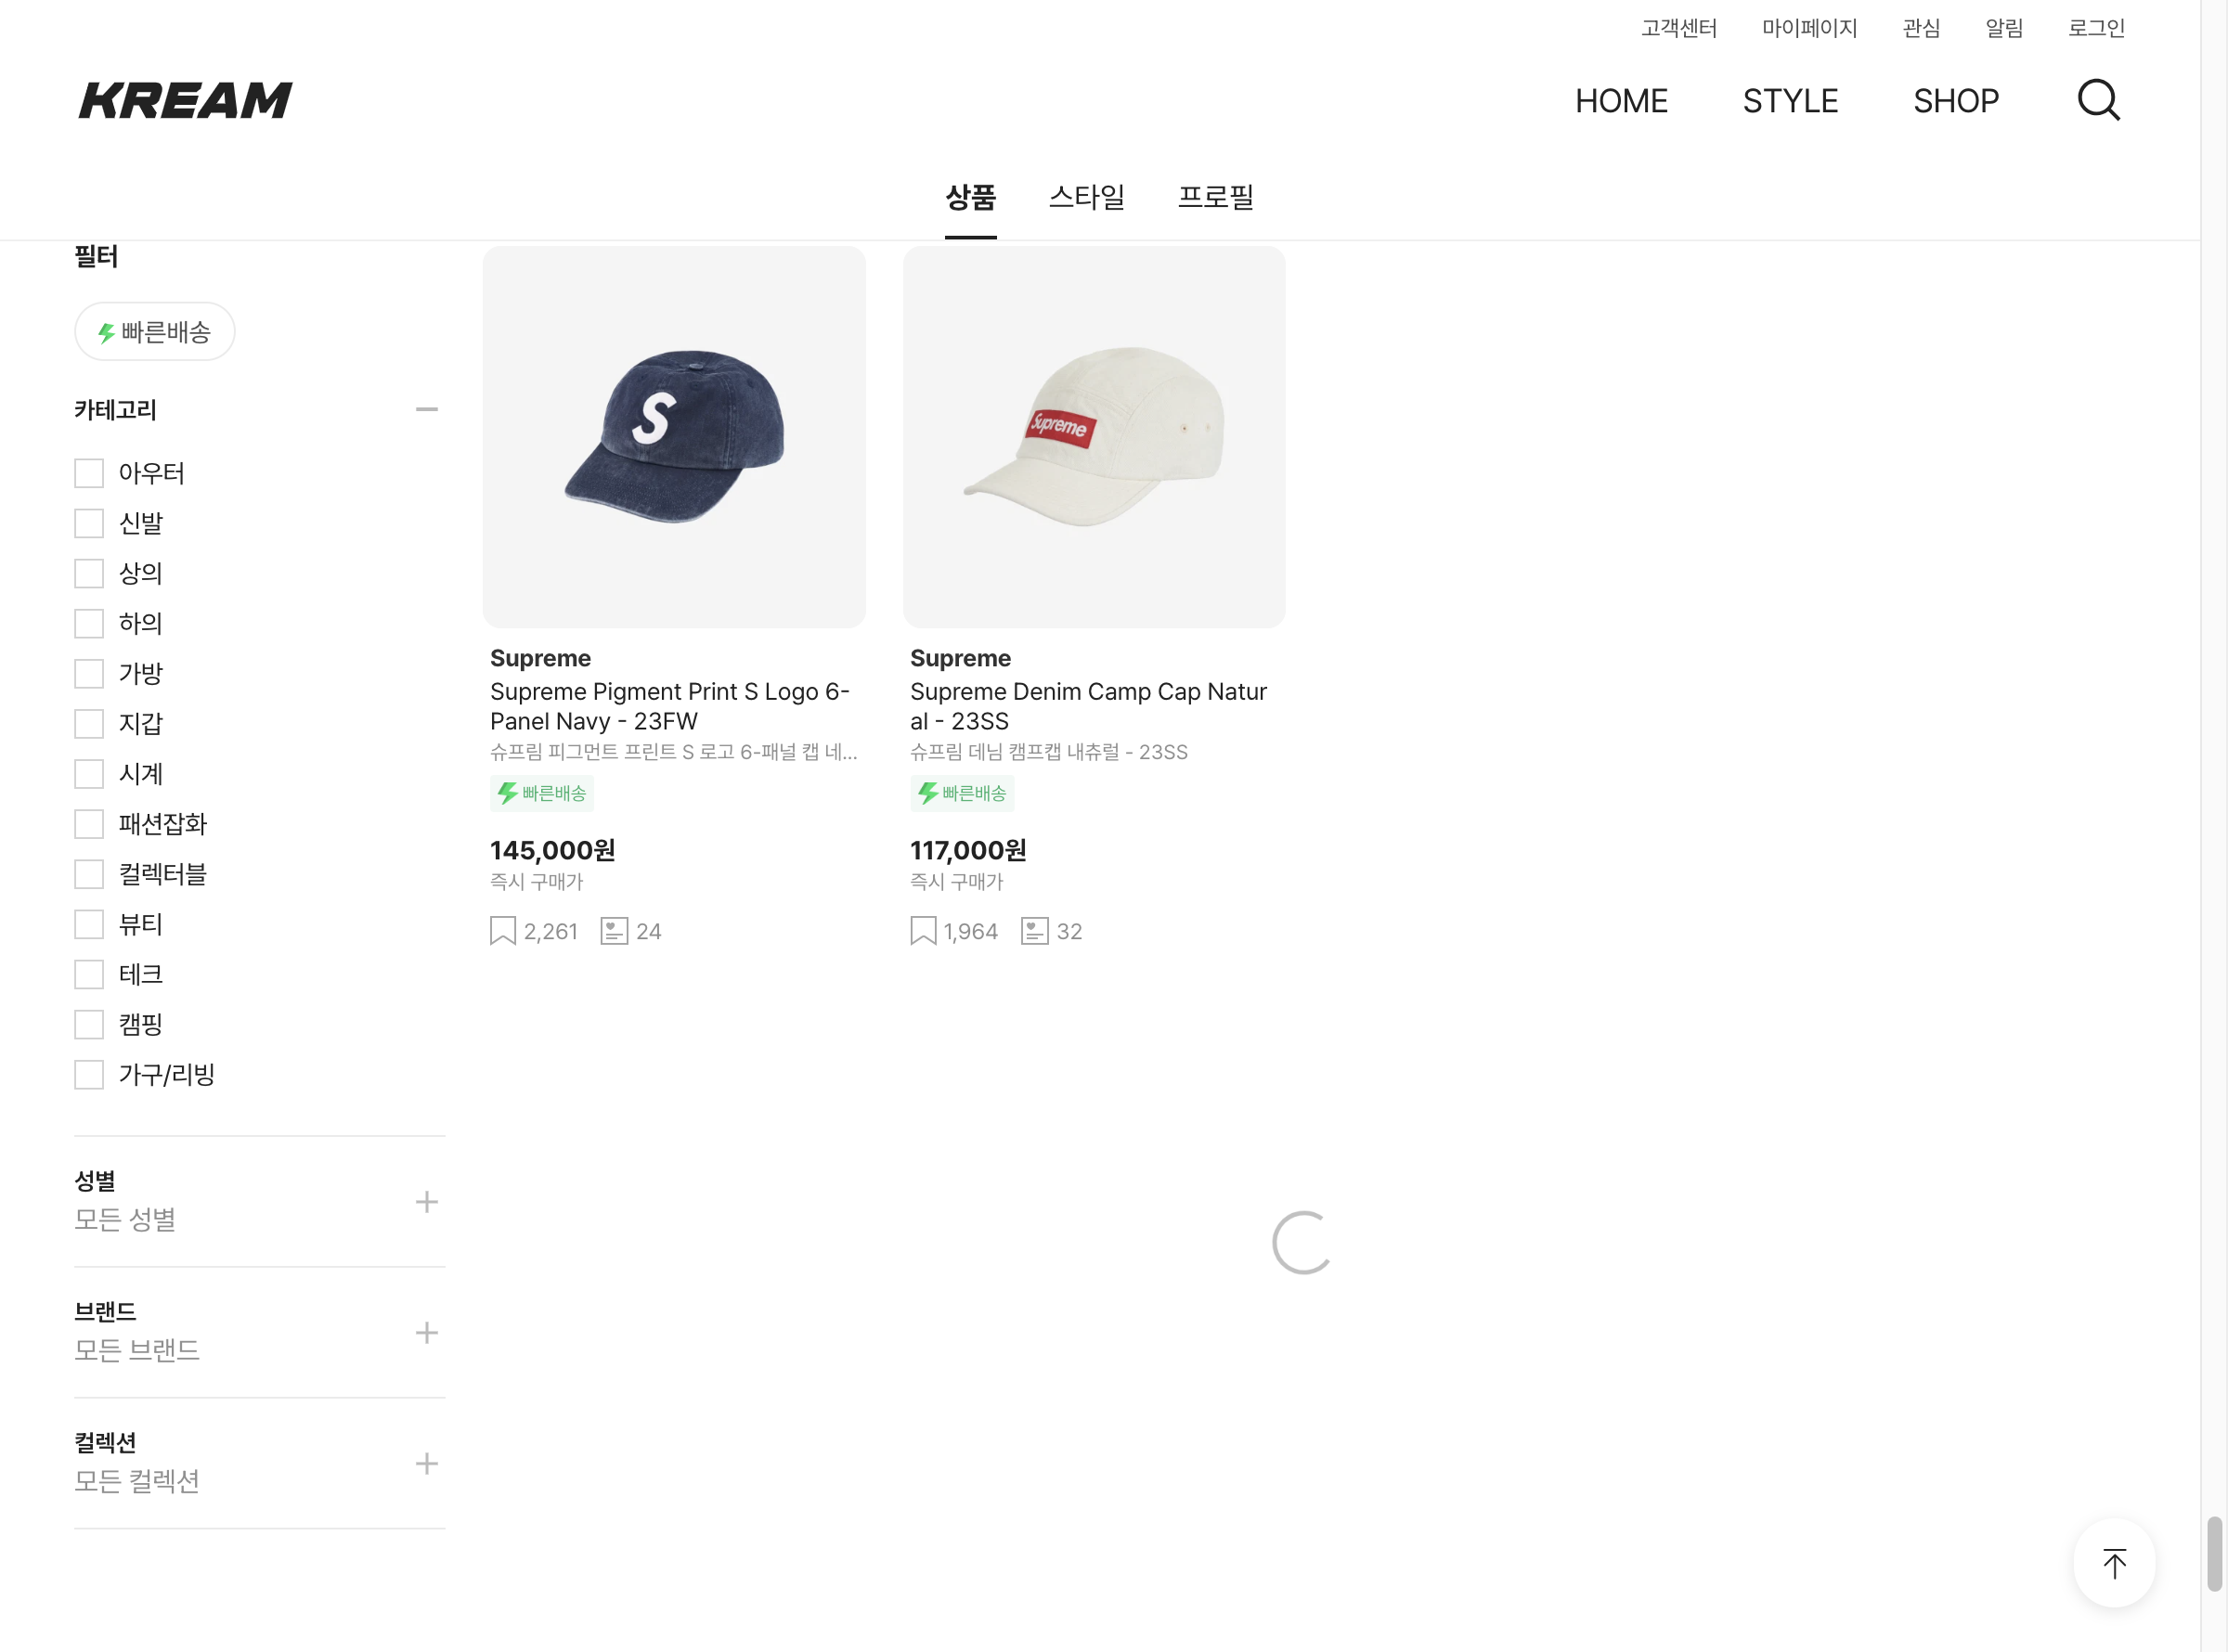 고객센터 마이페이지 관심 알림 로그인
KREAM HOME STYLE SHOP
상품 스타일 프로필
필터
빠른배송
카테고리
아우터
신발
상의
하의
가방
지갑
시계
패션잡화
컬렉터블
뷰티
테크
캠핑
가구/리빙
성별
모든 성별
브랜드
모든 브랜드
컬렉션
모든 컬렉션
S
Supreme
Supreme Pigment Print S Logo 6-
Panel Navy - 23FW
슈프림 피그먼트 프린트 S 로고 6-패널 캡 네...
빠른배송
145,000원
즉시 구매가
2,261 24
Supreme
Supreme
Supreme Denim Camp Cap Natur
al - 23SS
슈프림 데님 캠프캡 내츄럴 - 23SS
빠른배송
117,000원
즉시 구매가
1,964 32